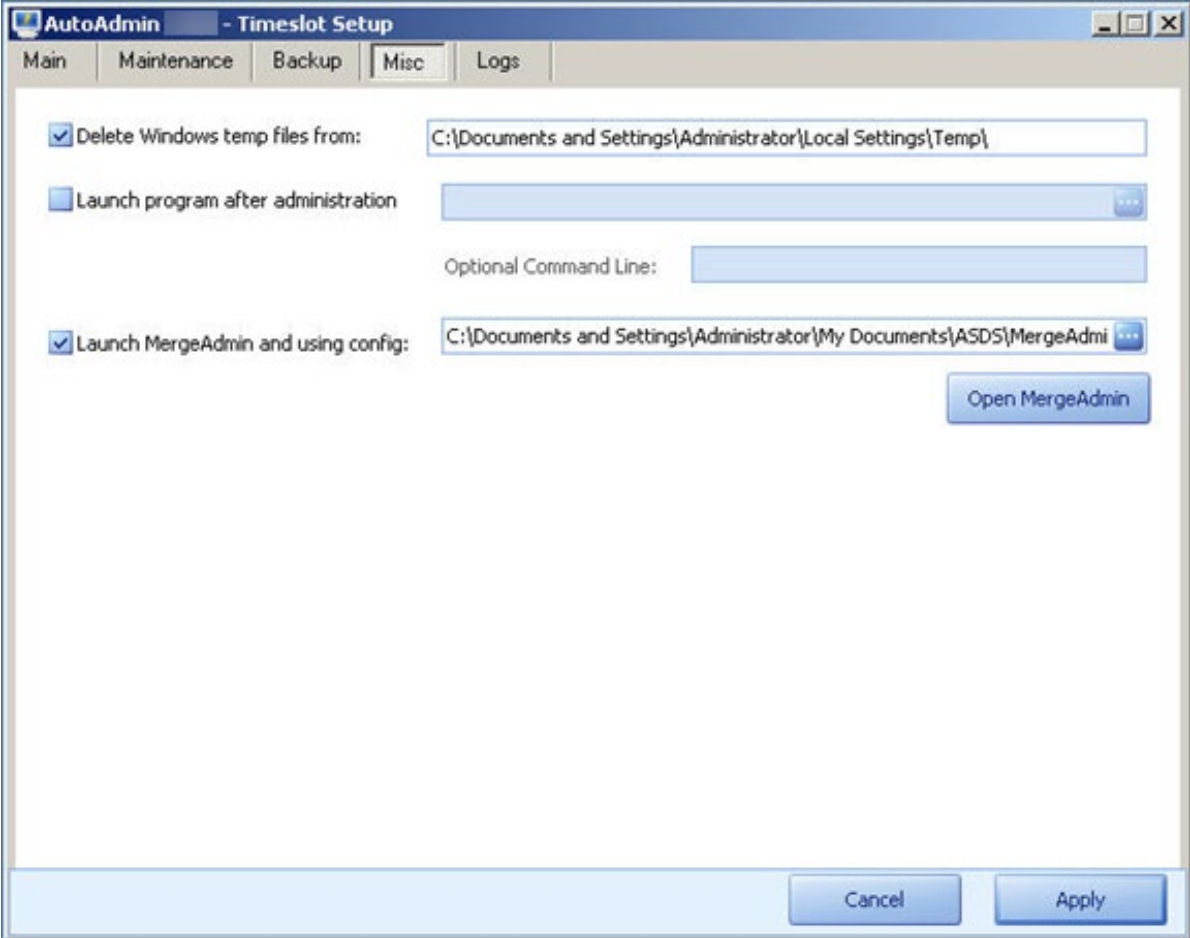 AutoAdmin - Timeslot Setup
Main Maintenance Backup Misc Logs
Delete Windows temp files from: C:\Documents and Settings\Administrator\Local Settings\Temp\
Launch program after administration
Optional Command Line:
Launch MergeAdmin and using config: C:\Documents and Settings\Administrator\My Documents\ASDS\MergeAdmi
Open MergeAdmin
Cancel Apply